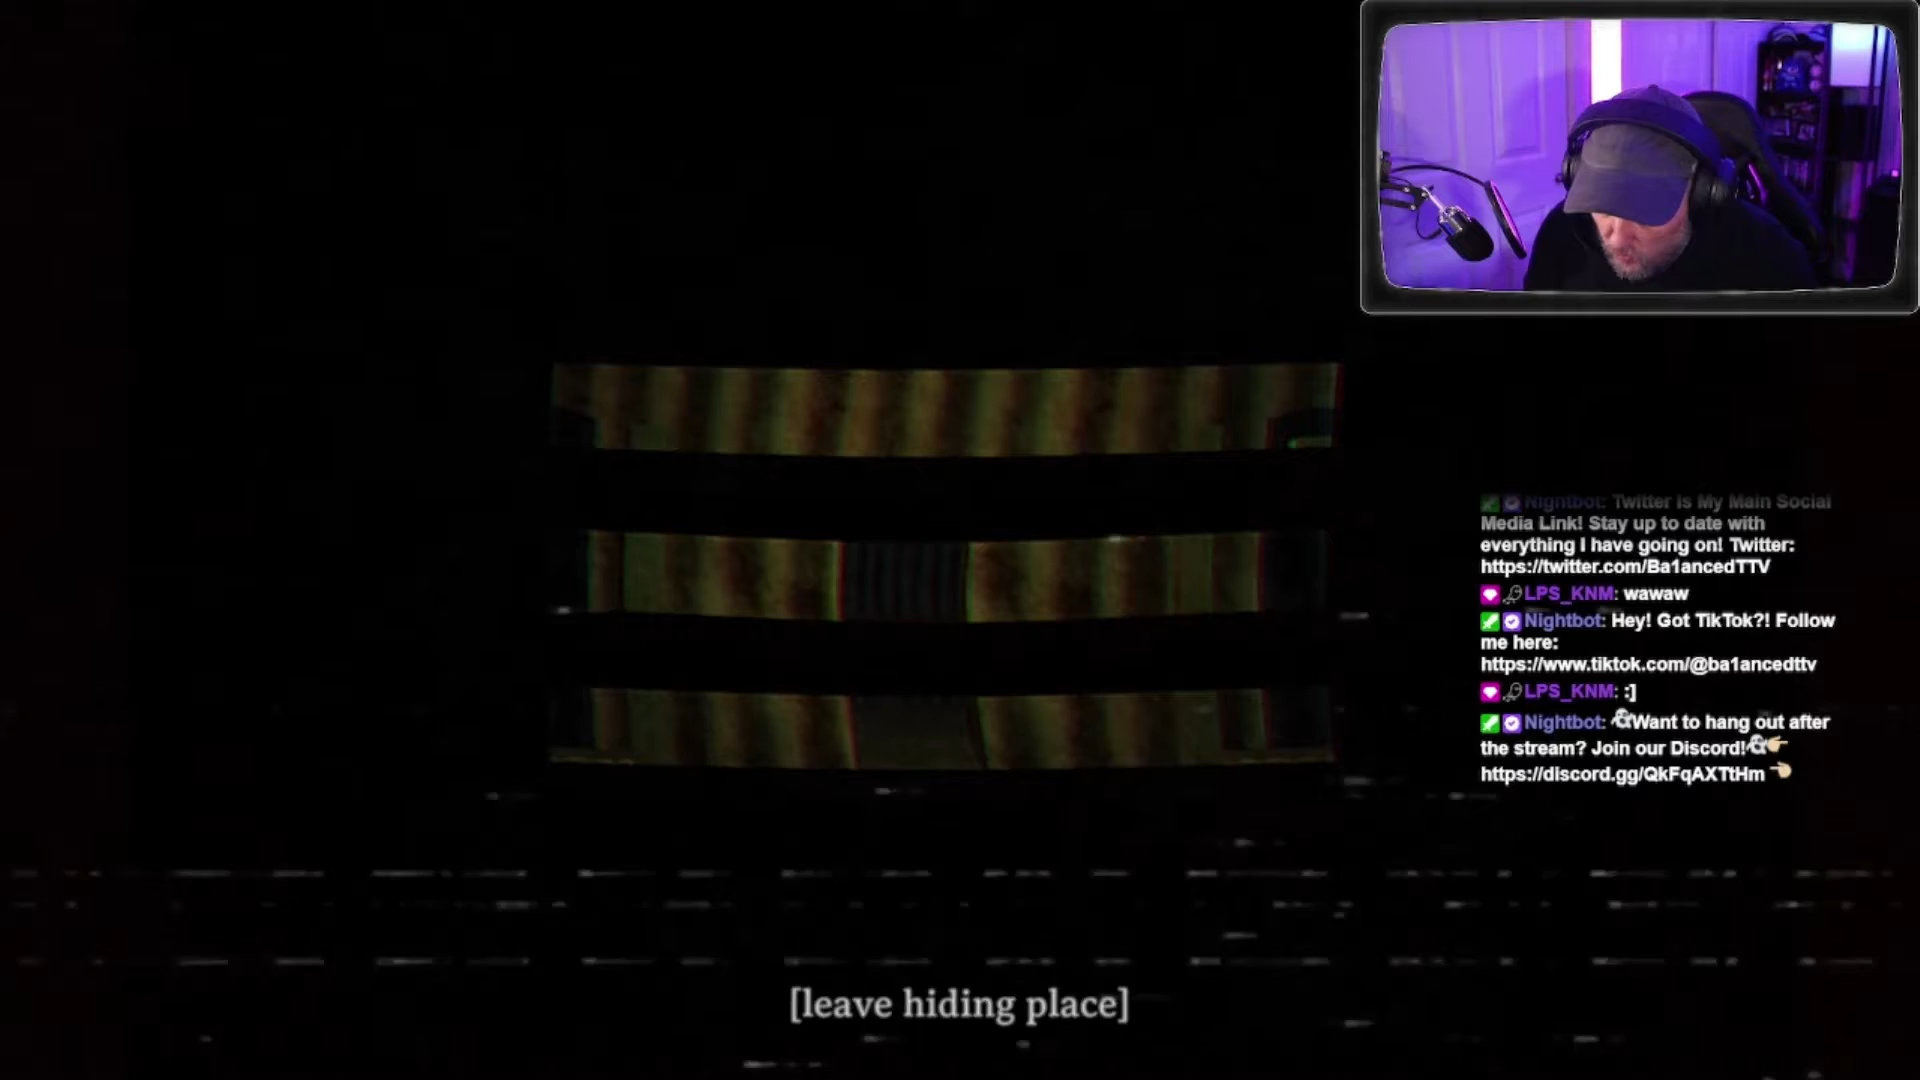 Nightbot: Twitter Is My Main Social
Media Link! Stay up to date with
everything I have going on! Twitter:
https://twitter.com/Ba1ancedTTV
LPS_KNM: wawaw
Nightbot: Hey! Got TikTok?! Follow
me here:
https://www.tiktok.com/@ba1ancedttv
LPS_KNM: :]
Nightbot: Want to hang out after
the stream? Join our Discord!
https://discord.gg/QkFqAXTtHm
[leave hiding place]